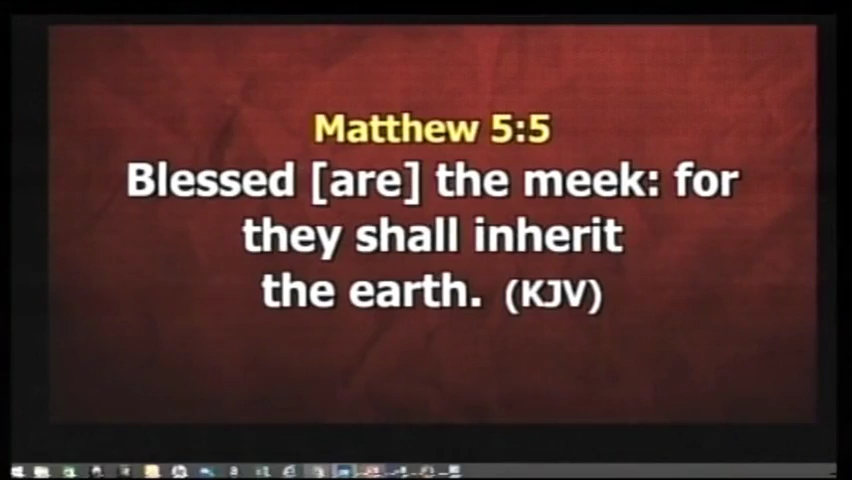 Matthew 5:5
Blessed [are] the meek: for
they shall inherit
the earth. (KJV)